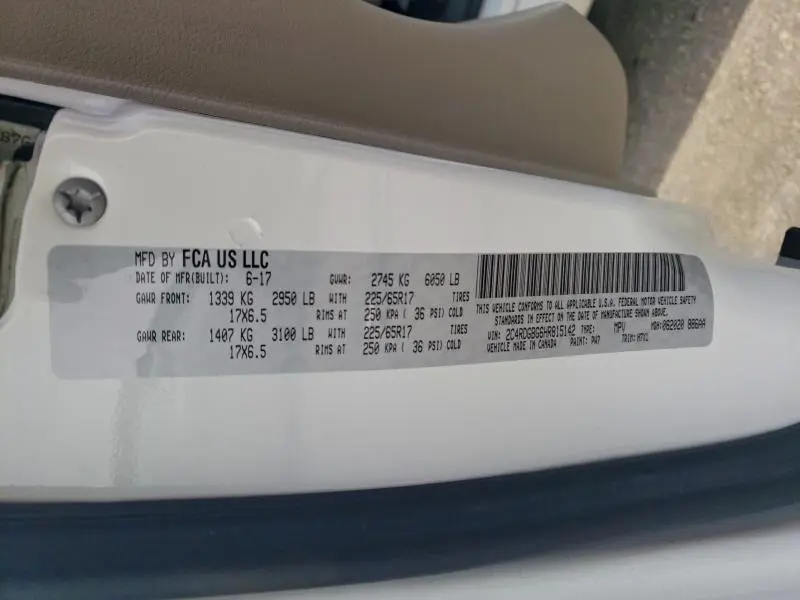 MFD BY FCA US LLC
DATE OF MFR(BUILT): 6-17 GVWR: 2745 KG 6050 LB
GAWR FRONT: 1339 KG 2950 LB WITH 225/65R17 TIRES
17X6.5 RIMS AT 250 KPA ( 36 PSI) COLD
GAWR REAR: 1407 KG 3100 LB WITH 225/65R17 TIRES
17X6.5 RIMS AT 250 KPA ( 36 PSI) COLD
THIS VEHICLE CONFORMS TO ALL APPLICABLE U.S.A. FEDERAL MOTOR VEHICLE SAFETY
STANDARDS IN EFFECT ON THE DATE OF MANUFACTURE SHOWN ABOVE.
VIN: 2C4RDGBG6HR815142 TYPE: MPV MDH: 062020 886AA
VEHICLE MADE IN CANADA PAINT: PW7 TRIM: